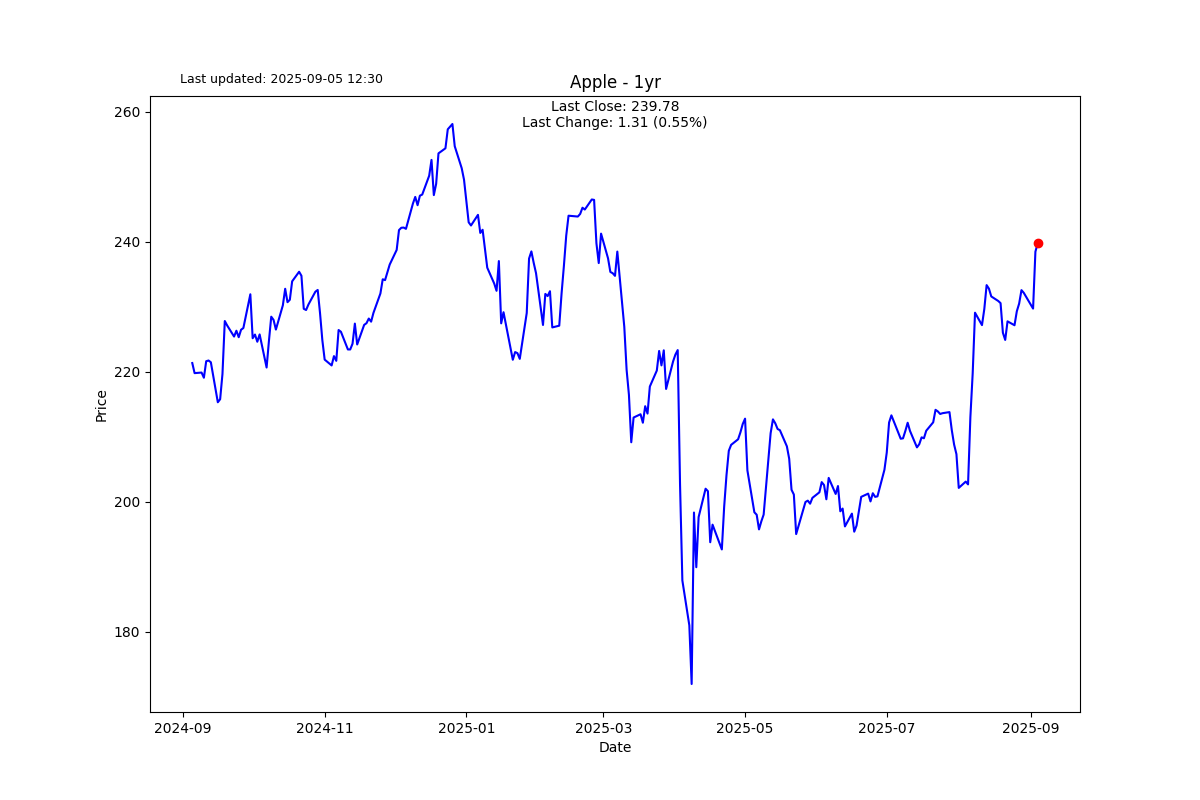 Last updated: 2025-09-05 12:30
Apple - 1yr
Last Close: 239.78
Last Change: 1.31 (0.55%)
260
240
220
200
180
Price
2024-09 2024-11 2025-01 2025-03 2025-05 2025-07 2025-09
Date